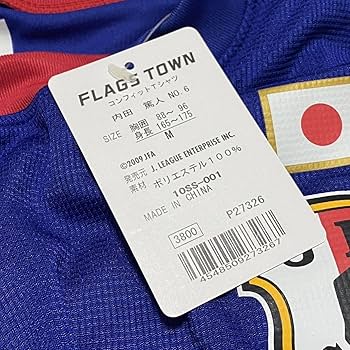 FLAGS TOWN
コンフィットTシャツ
内田 篤人 NO.6
SIZE 胸囲 88～ 96
身長 165～175
M
©2009 JFA
発売元 J. LEAGUE ENTERPRISE INC.
素材 ポリエステル100%
10SS-001
MADE IN CHINA
3800 P27326
4548509273267